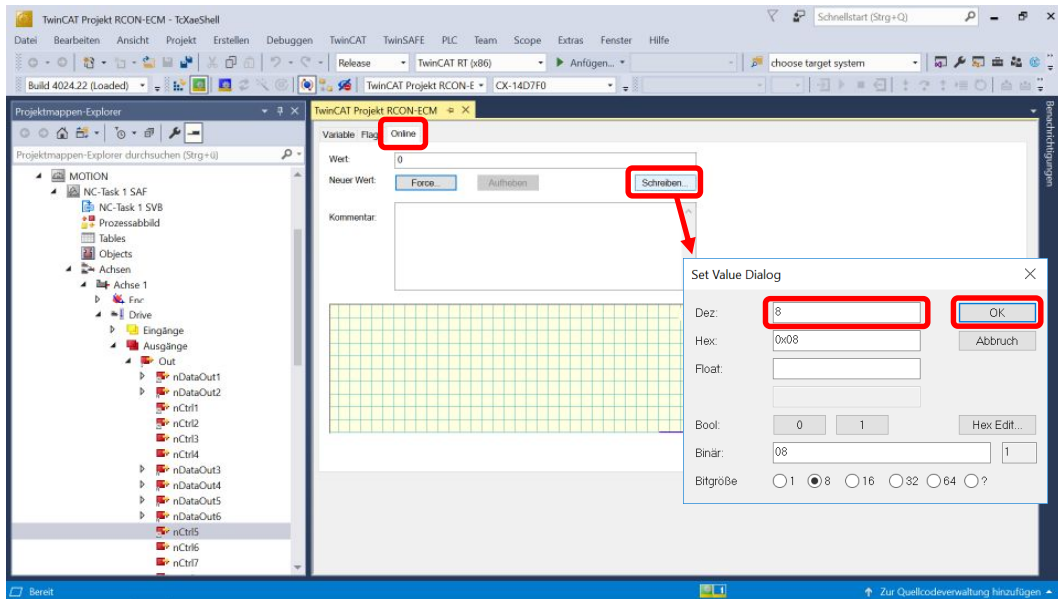 TwinCAT Projekt RCON-ECM - TcXaeShell
Schnellstart (Strg+Q)
Datei Bearbeiten Ansicht Projekt Erstellen Debuggen TwinCAT TwinSAFE PLC Team Scope Extras Fenster Hilfe
Release TwinCAT RT (x86) Anfügen... choose target system
Build 4024.22 (Loaded) TwinCAT Projekt RCON-E CX-14D7F0
Projektmappen-Explorer
Projektmappen-Explorer durchsuchen (Strg+ü)
MOTION
NC-Task 1 SAF
NC-Task 1 SVB
Prozessabbild
Tables
Objects
Achsen
Achse 1
Enc
Drive
Eingänge
Ausgänge
Out
nDataOut1
nDataOut2
nCtrl1
nCtrl2
nCtrl3
nCtrl4
nDataOut3
nDataOut4
nDataOut5
nDataOut6
nCtrl5
nCtrl6
nCtrl7
TwinCAT Projekt RCON-ECM
Variable Flag Online
Wert: 0
Neuer Wert: Force... Aufheben Schreiben...
Kommentar:
Set Value Dialog
Dez: 8 OK
Hex: 0x08 Abbruch
Float:
Bool: 0 1 Hex Edit...
Binär: 08 1
Bitgröße 1 8 16 32 64 ?
Benachrichtigungen
Bereit
1
Zur Quellcodeverwaltung hinzufügen